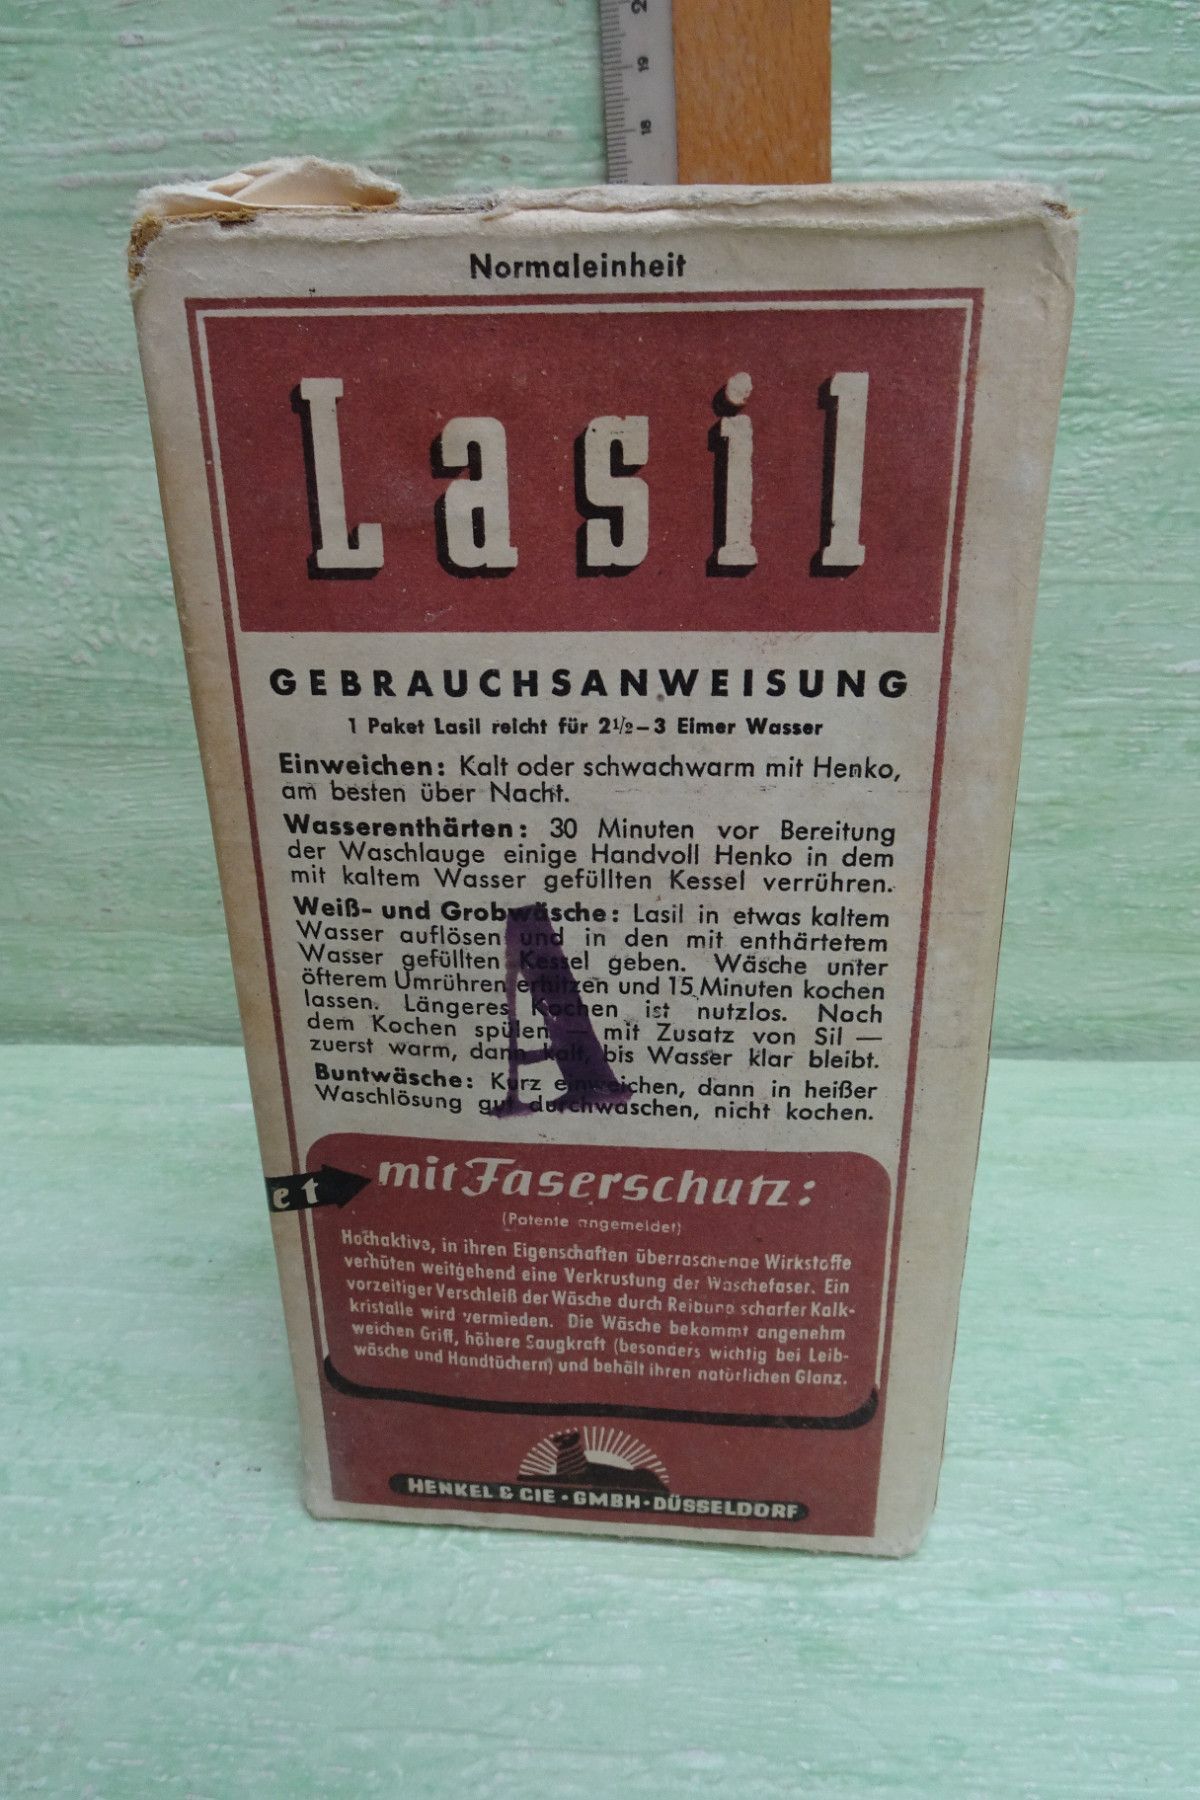 2
19
18
Normaleinheit
Lasil
GEBRAUCHSANWEISUNG
1 Paket Lasil reicht für 2½–3 Eimer Wasser
Einweichen: Kalt oder schwachwarm mit Henko,
am besten über Nacht.
Wasserenthärten: 30 Minuten vor Bereitung
der Waschlauge einige Handvoll Henko in dem
mit kaltem Wasser gefüllten Kessel verrühren.
Weiß- und Grobwäsche: Lasil in etwas kaltem
Wasser auflösen und in den mit enthärtetem
Wasser gefüllten Kessel geben. Wäsche unter
öfterem Umrühren erhitzen und 15 Minuten kochen
lassen. Längeres Kochen ist nutzlos. Nach
dem Kochen spülen — mit Zusatz von Sil —
zuerst warm, dann kalt, bis Wasser klar bleibt.
Buntwäsche: Kurz einweichen, dann in heißer
Waschlösung gut durchwaschen, nicht kochen.
A
et
mit Faserschutz:
(Patente angemeldet)
Hochaktive, in ihren Eigenschaften überraschende Wirkstoffe
verhüten weitgehend eine Verkrustung der Wäschefaser. Ein
vorzeitiger Verschleiß der Wäsche durch Reibung scharfer Kalk-
kristalle wird vermieden. Die Wäsche bekommt angenehm
weichen Griff, höhere Saugkraft (besonders wichtig bei Leib-
wäsche und Handtüchern) und behält ihren natürlichen Glanz.
HENKEL & CIE · GMBH · DÜSSELDORF